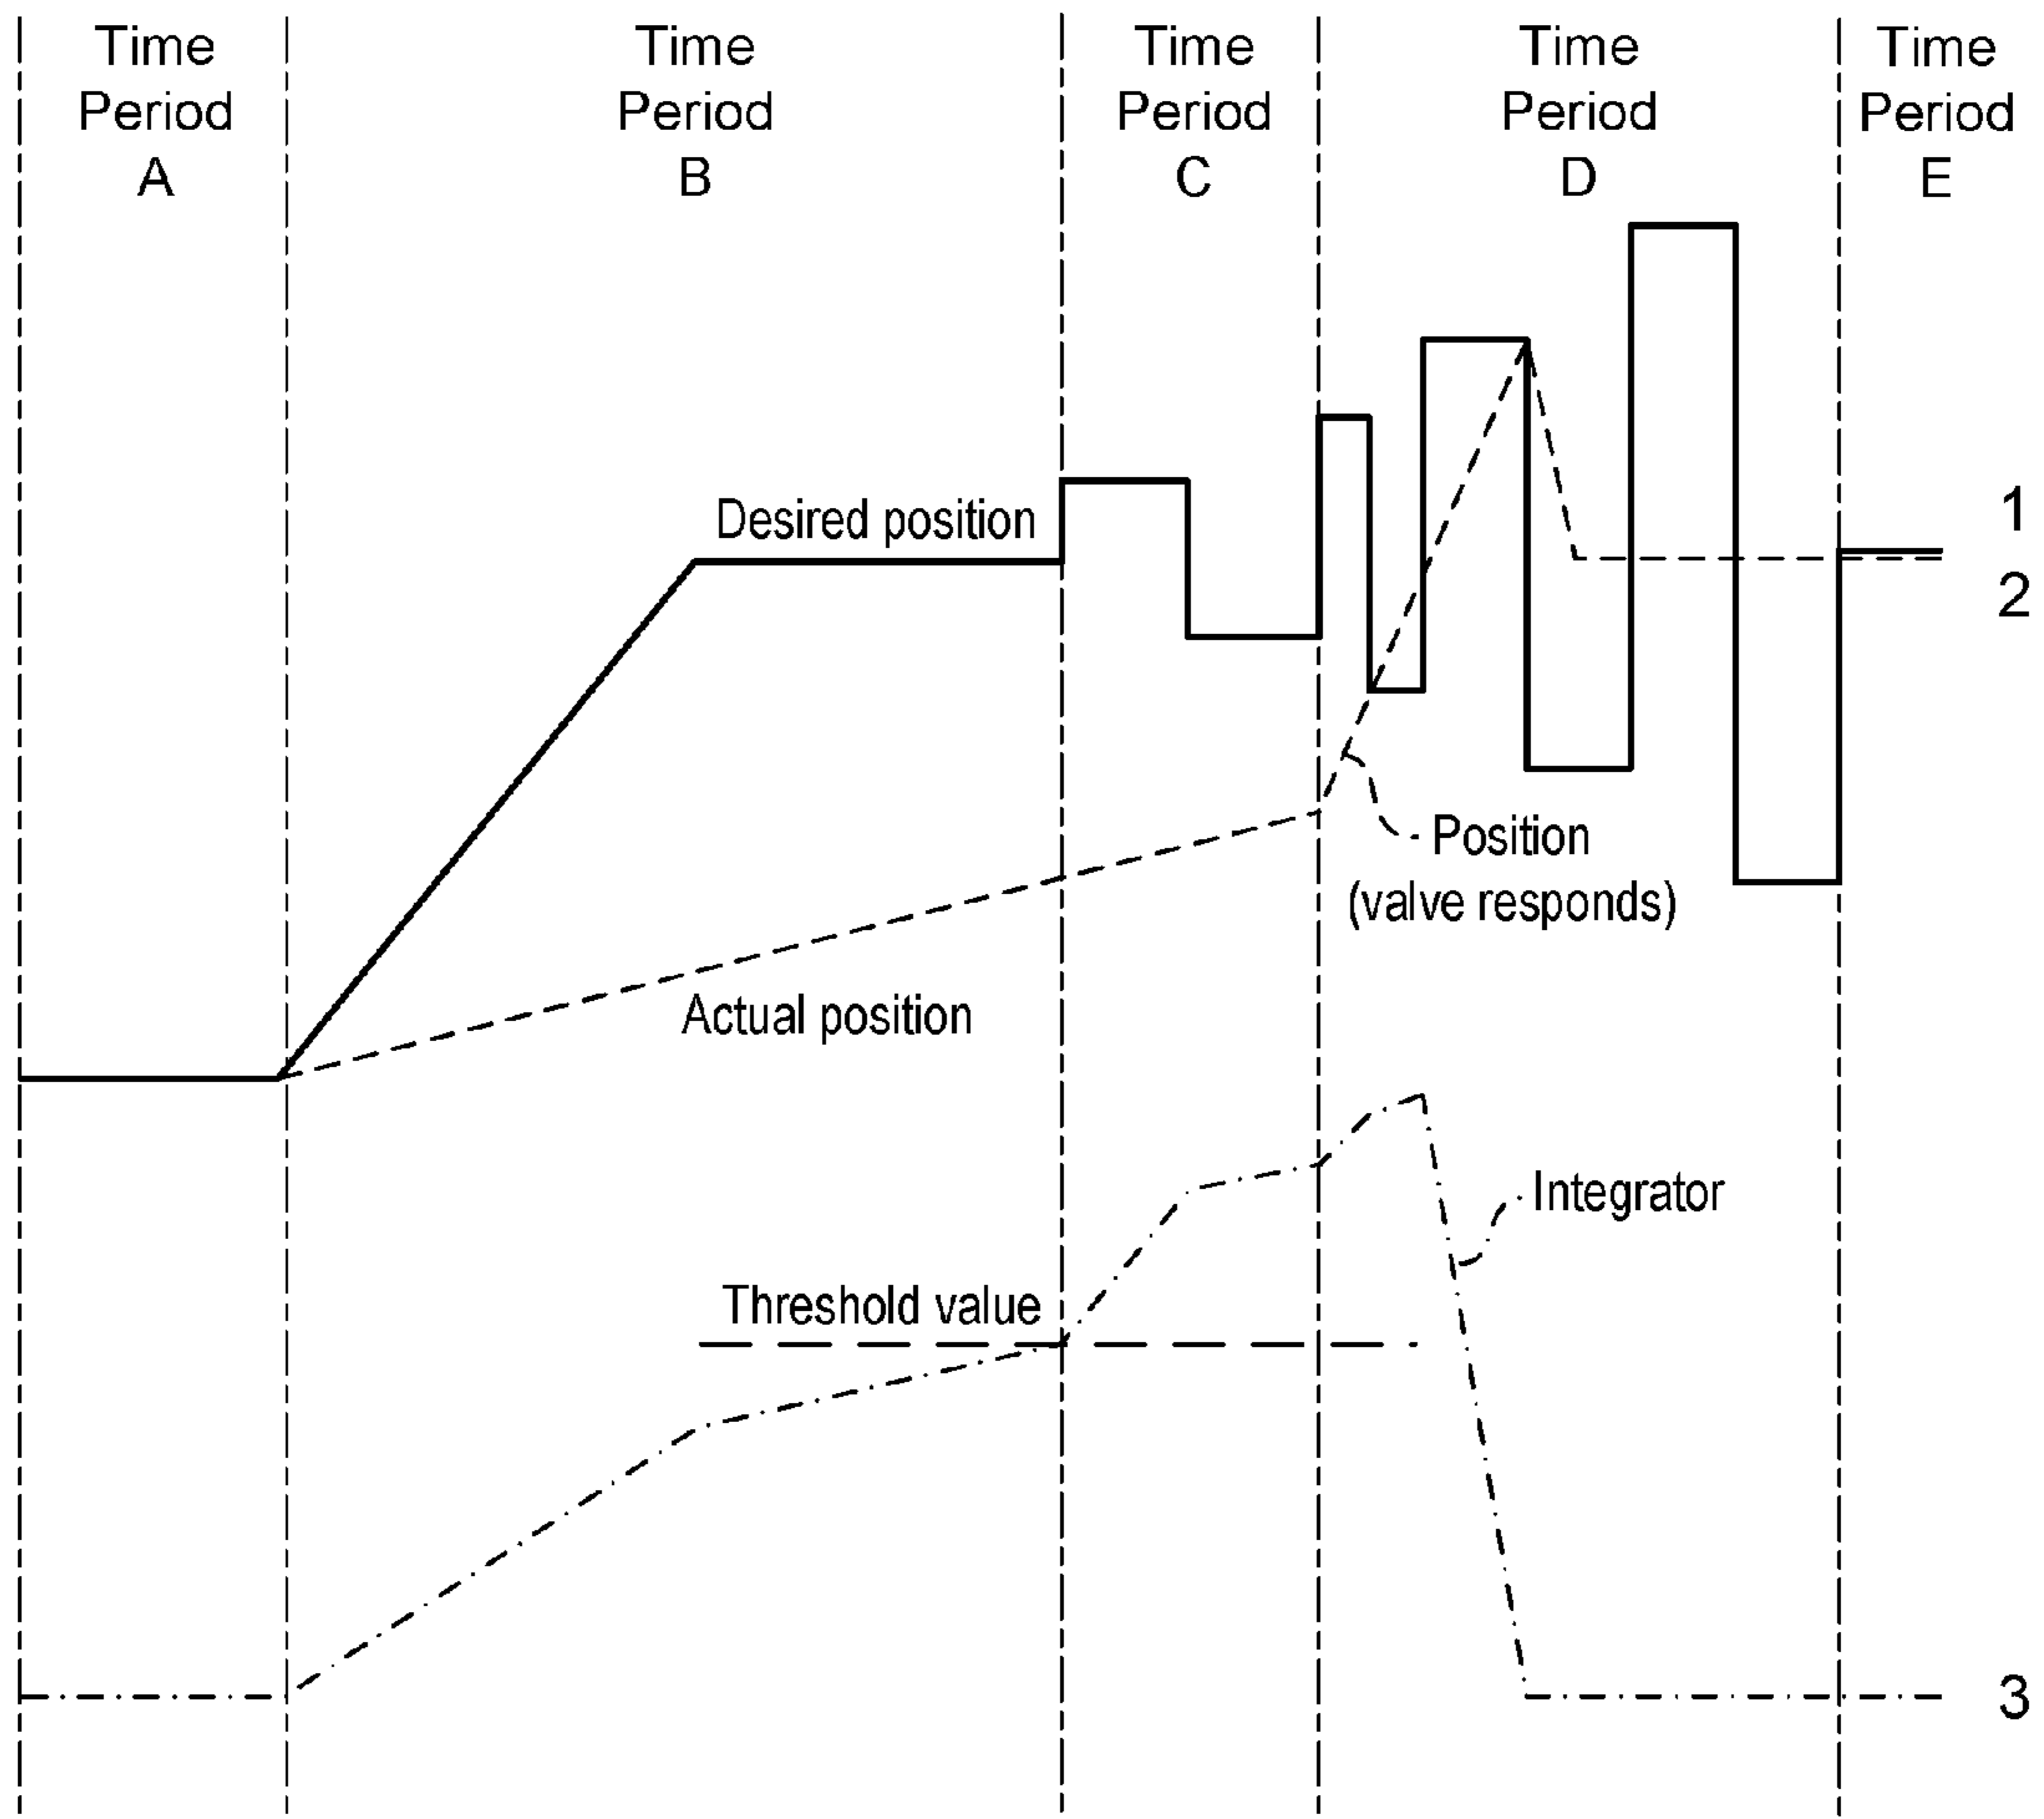 Time
Period
A
Time
Period
B
Time
Period
C
Time
Period
D
Time
Period
E
Desired position
1
2
Position
(valve responds)
Actual position
Integrator
Threshold value
3